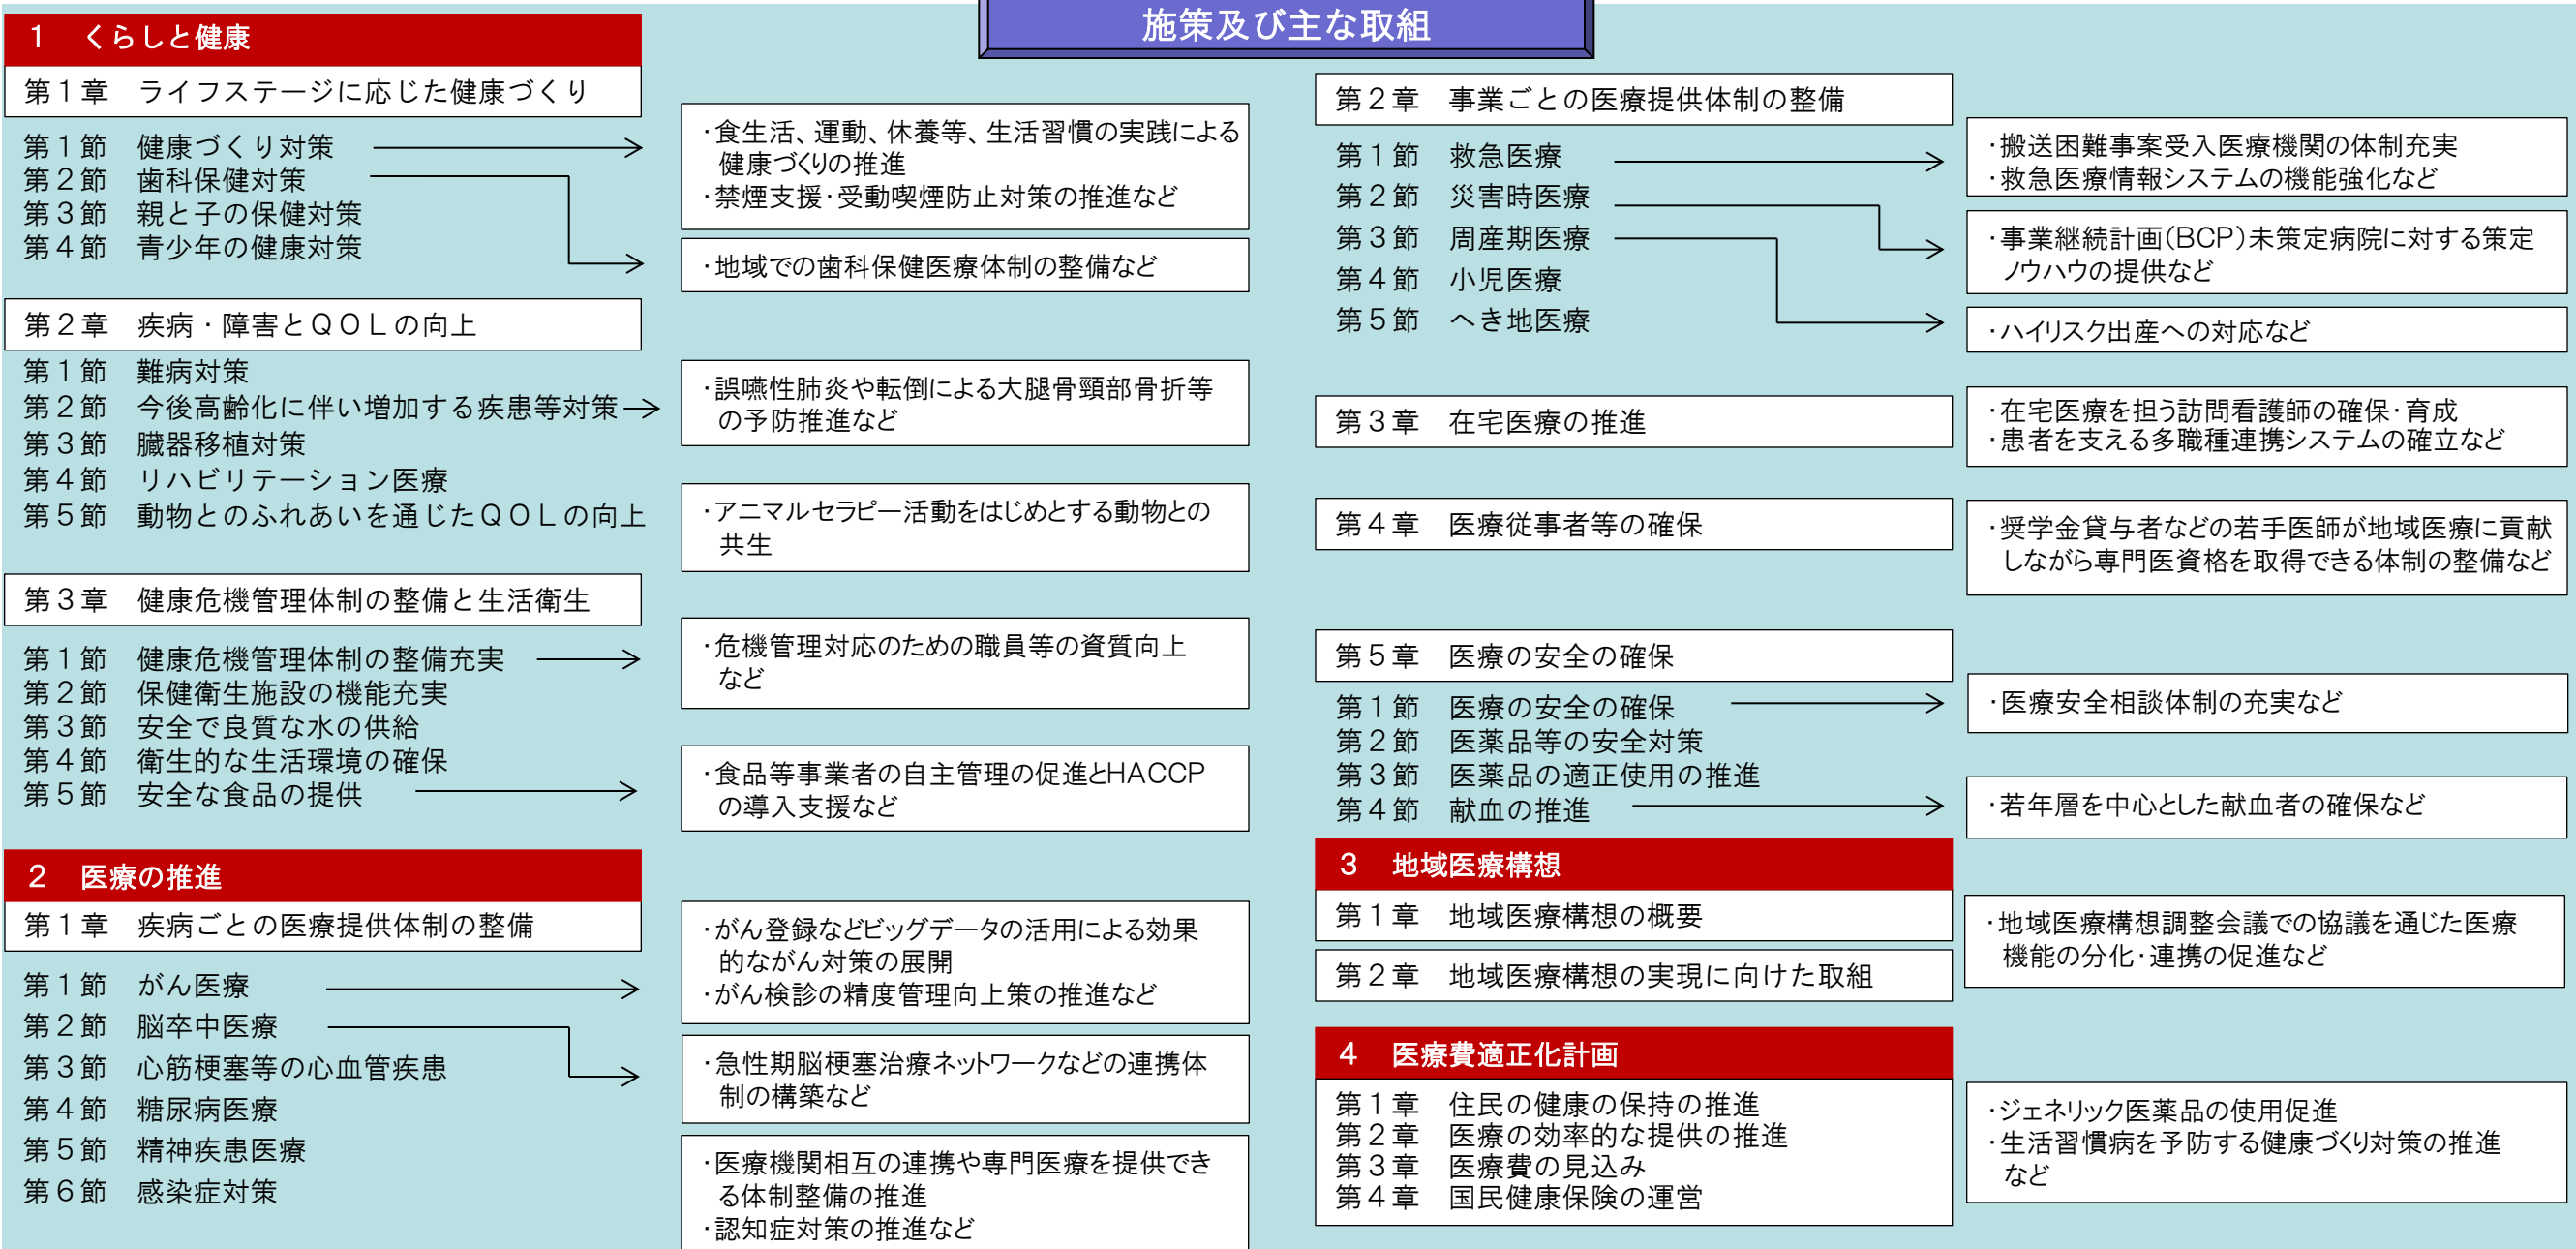 施策及び主な取組
1 くらしと健康
第1章 ライフステージに応じた健康づくり
第1節 健康づくり対策
第2節 歯科保健対策
第3節 親と子の保健対策
第4節 青少年の健康対策
・食生活、運動、休養等、生活習慣の実践による
健康づくりの推進
・禁煙支援・受動喫煙防止対策の推進など
・地域での歯科保健医療体制の整備など
第2章 疾病・障害とQOLの向上
第1節 難病対策
第2節 今後高齢化に伴い増加する疾患等対策
第3節 臓器移植対策
第4節 リハビリテーション医療
第5節 動物とのふれあいを通じたQOLの向上
・誤嚥性肺炎や転倒による大腿骨頸部骨折等
の予防推進など
・アニマルセラピー活動をはじめとする動物との
共生
第3章 健康危機管理体制の整備と生活衛生
第1節 健康危機管理体制の整備充実
第2節 保健衛生施設の機能充実
第3節 安全で良質な水の供給
第4節 衛生的な生活環境の確保
第5節 安全な食品の提供
・危機管理対応のための職員等の資質向上
など
・食品等事業者の自主管理の促進とHACCP
の導入支援など
2 医療の推進
第1章 疾病ごとの医療提供体制の整備
第1節 がん医療
第2節 脳卒中医療
第3節 心筋梗塞等の心血管疾患
第4節 糖尿病医療
第5節 精神疾患医療
第6節 感染症対策
・がん登録などビッグデータの活用による効果
的ながん対策の展開
・がん検診の精度管理向上策の推進など
・急性期脳梗塞治療ネットワークなどの連携体
制の構築など
・医療機関相互の連携や専門医療を提供でき
る体制整備の推進
・認知症対策の推進など
第2章 事業ごとの医療提供体制の整備
第1節 救急医療
第2節 災害時医療
第3節 周産期医療
第4節 小児医療
第5節 へき地医療
・搬送困難事案受入医療機関の体制充実
・救急医療情報システムの機能強化など
・事業継続計画(BCP)未策定病院に対する策定
ノウハウの提供など
・ハイリスク出産への対応など
第3章 在宅医療の推進
・在宅医療を担う訪問看護師の確保・育成
・患者を支える多職種連携システムの確立など
第4章 医療従事者等の確保
・奨学金貸与者などの若手医師が地域医療に貢献
しながら専門医資格を取得できる体制の整備など
第5章 医療の安全の確保
第1節 医療の安全の確保
第2節 医薬品等の安全対策
第3節 医薬品の適正使用の推進
第4節 献血の推進
・医療安全相談体制の充実など
・若年層を中心とした献血者の確保など
3 地域医療構想
第1章 地域医療構想の概要
第2章 地域医療構想の実現に向けた取組
・地域医療構想調整会議での協議を通じた医療
機能の分化・連携の促進など
4 医療費適正化計画
第1章 住民の健康の保持の推進
第2章 医療の効率的な提供の推進
第3章 医療費の見込み
第4章 国民健康保険の運営
・ジェネリック医薬品の使用促進
・生活習慣病を予防する健康づくり対策の推進
など